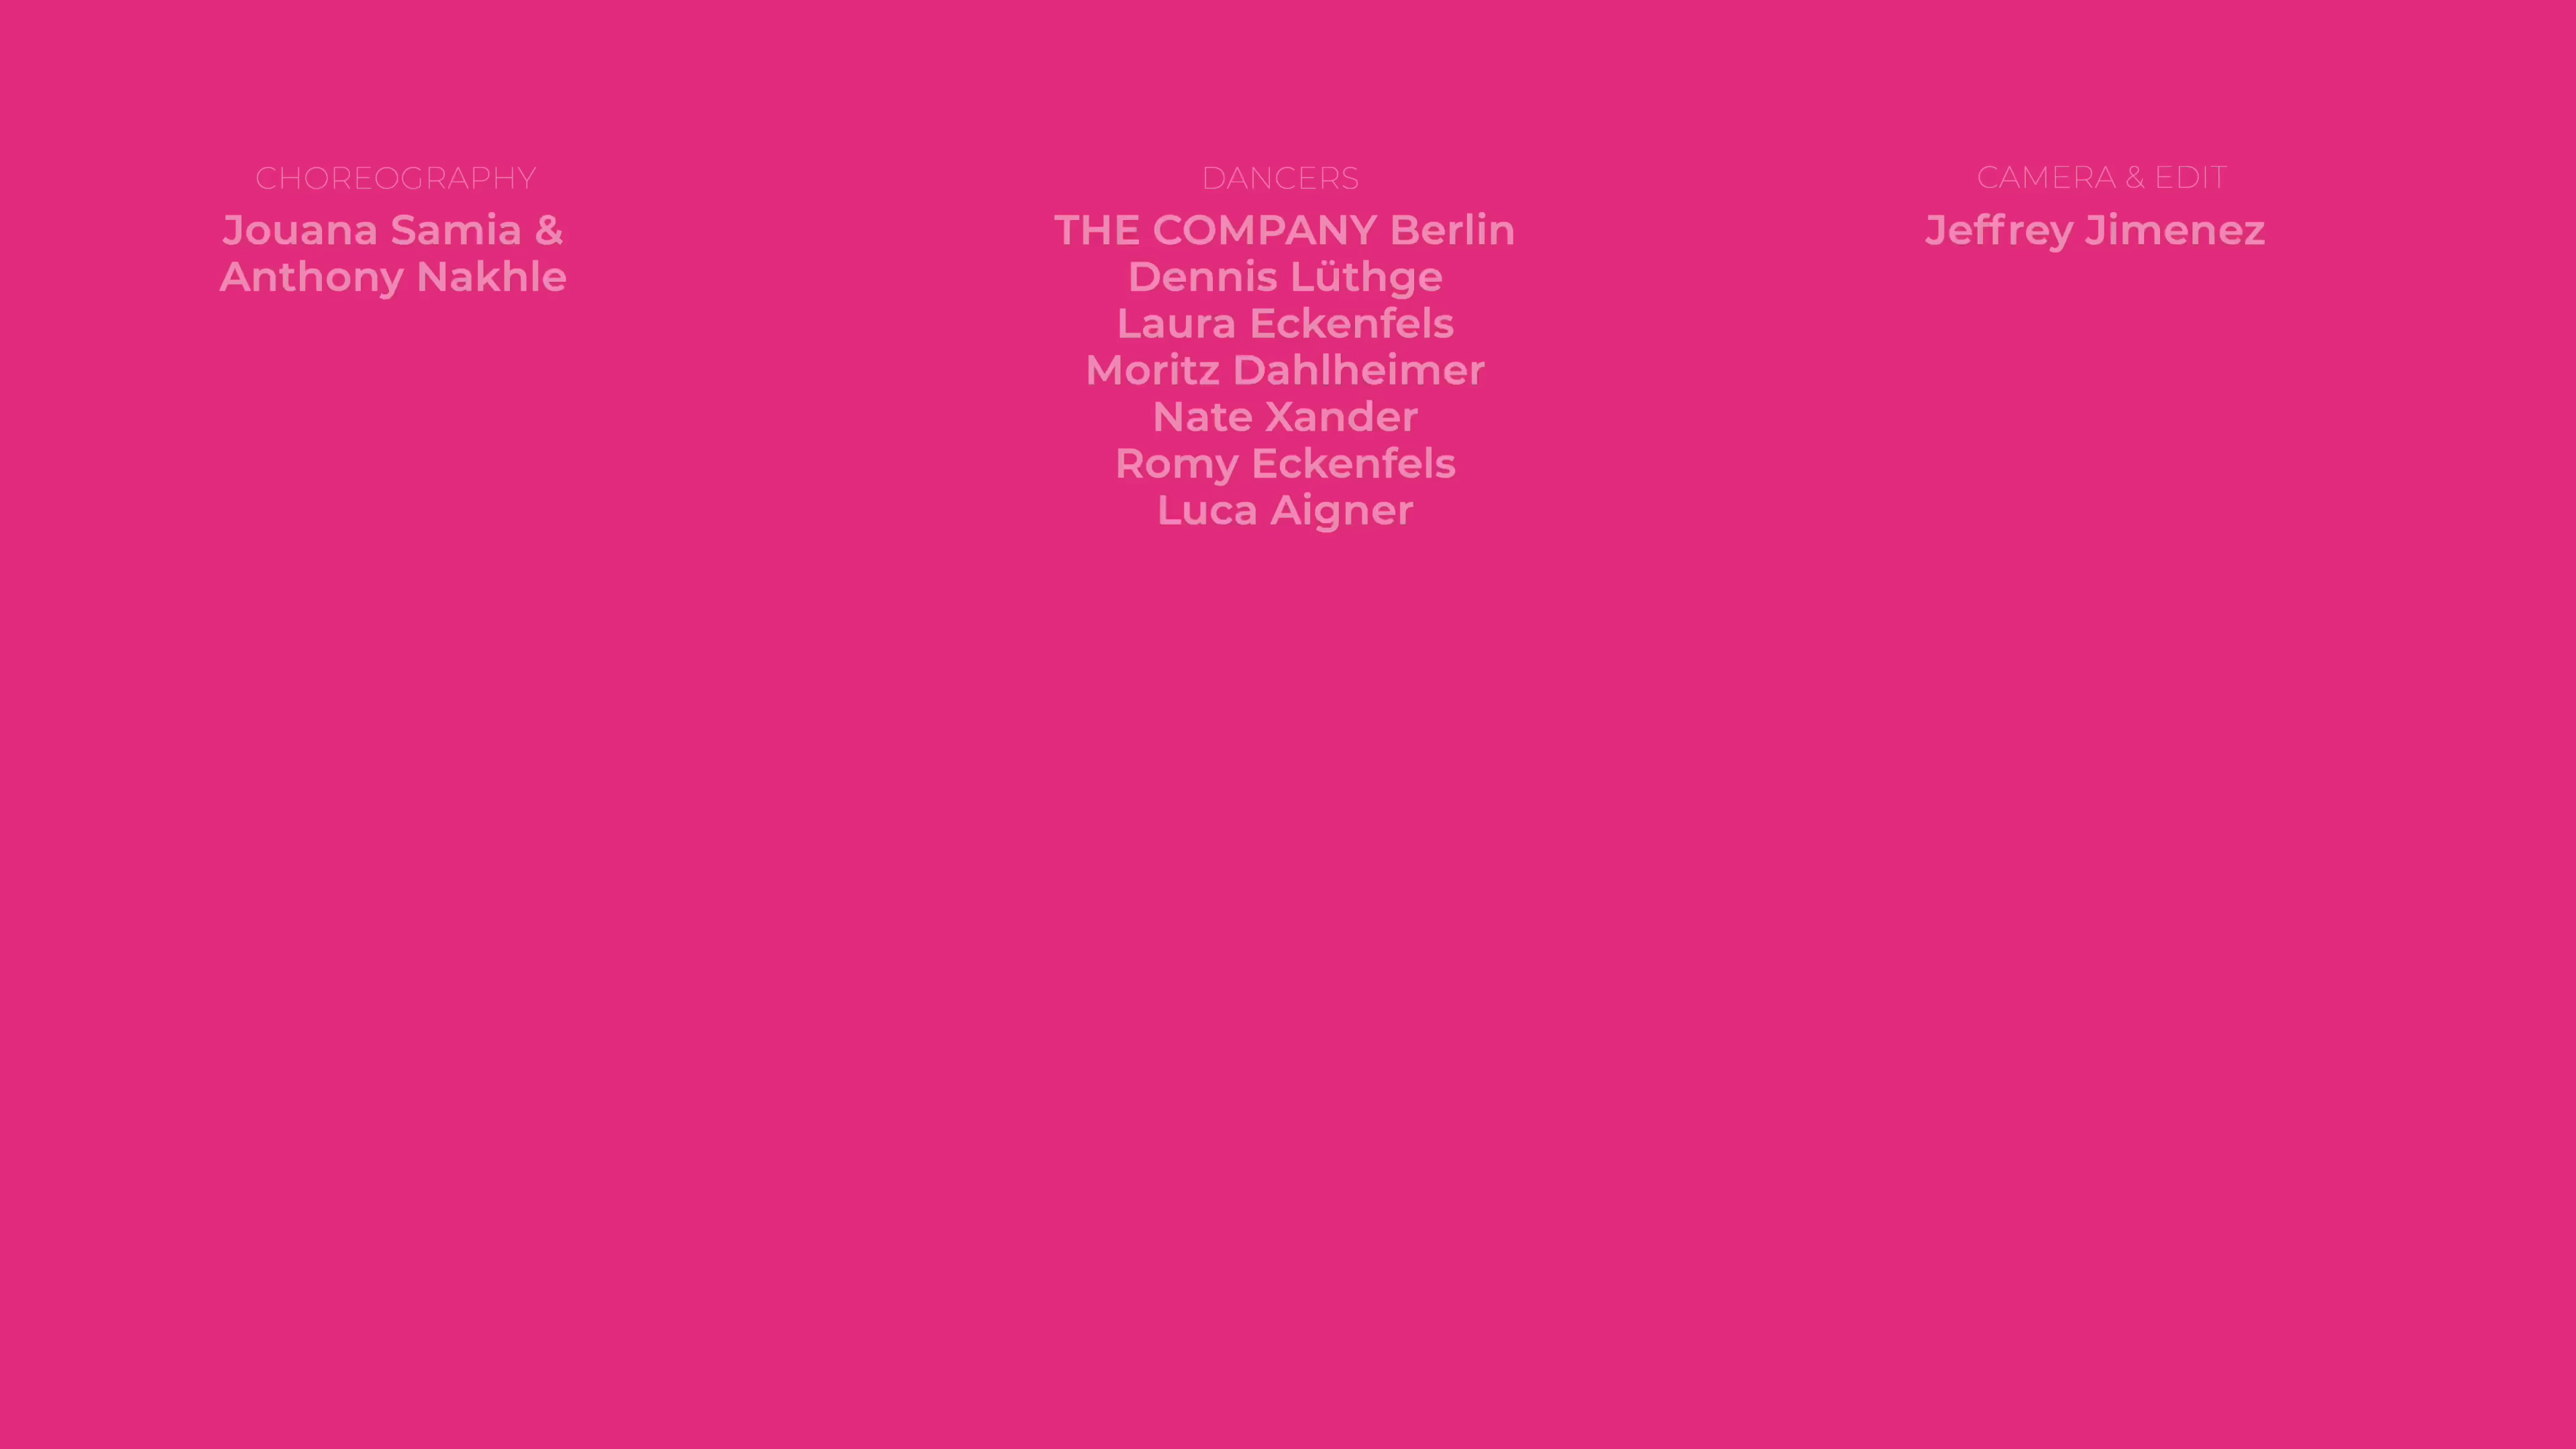 CHOREOGRAPHY
Jouana Samia &
Anthony Nakhle
DANCERS
THE COMPANY Berlin
Dennis Lüthge
Laura Eckenfels
Moritz Dahlheimer
Nate Xander
Romy Eckenfels
Luca Aigner
CAMERA & EDIT
Jeffrey Jimenez